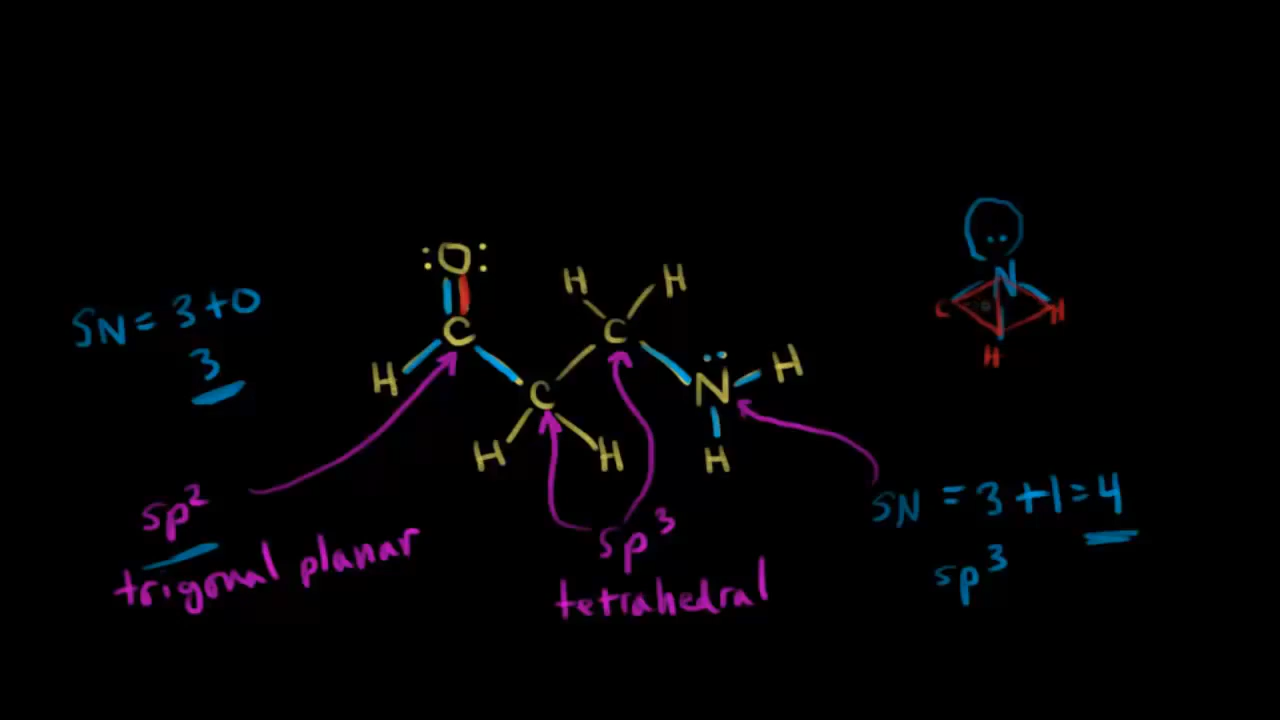 :O:
H H
SN = 3 + 0
3
C
C
H
N
H
C
H H
H
sp²
trigonal planar
sp³
tetrahedral
N
C
H
H
SN = 3 + 1 = 4
sp³